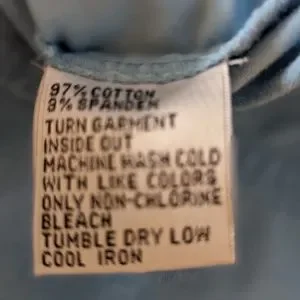 97% COTTON
3% SPANDEX
TURN GARMENT
INSIDE OUT
MACHINE WASH COLD
WITH LIKE COLORS
ONLY NON-CHLORINE
BLEACH
TUMBLE DRY LOW
COOL IRON